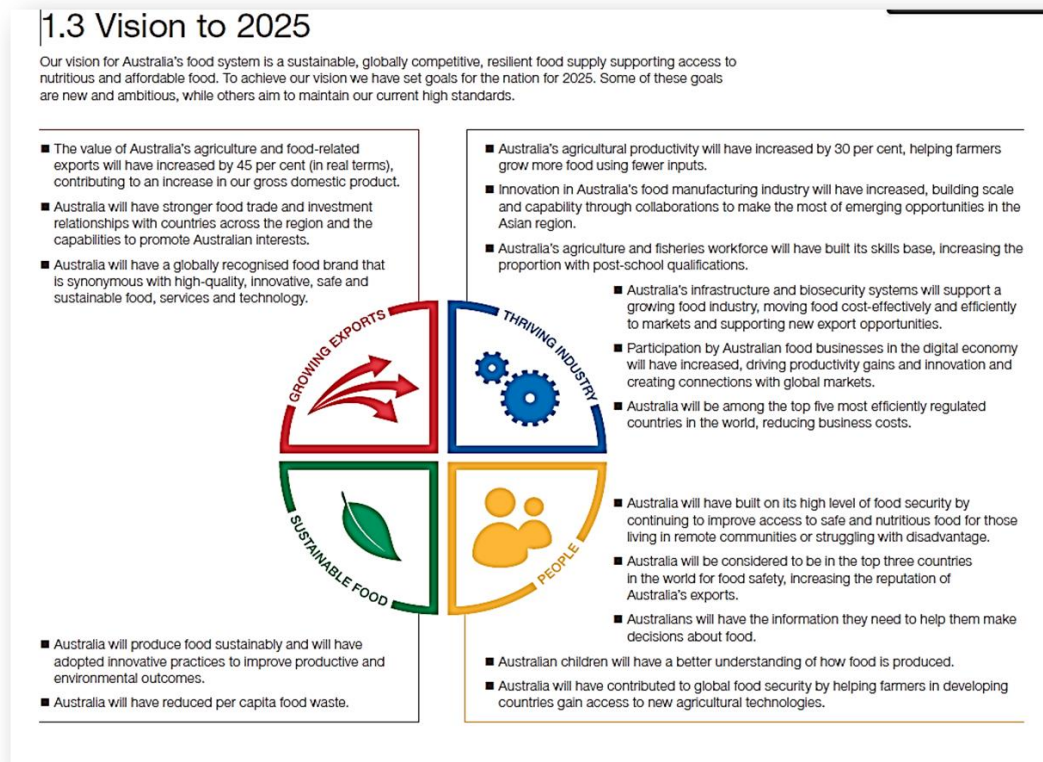 1.3 Vision to 2025
Our vision for Australia's food system is a sustainable, globally competitive, resilient food supply supporting access to
nutritious and affordable food. To achieve our vision we have set goals for the nation for 2025. Some of these goals
are new and ambitious, while others aim to maintain our current high standards.
■ The value of Australia's agriculture and food-related
exports will have increased by 45 per cent (in real terms),
contributing to an increase in our gross domestic product.
■ Australia will have stronger food trade and investment
relationships with countries across the region and the
capabilities to promote Australian interests.
■ Australia will have a globally recognised food brand that
is synonymous with high-quality, innovative, safe and
sustainable food, services and technology.
GROWING EXPORTS
■ Australia's agricultural productivity will have increased by 30 per cent, helping farmers
grow more food using fewer inputs.
■ Innovation in Australia's food manufacturing industry will have increased, building scale
and capability through collaborations to make the most of emerging opportunities in the
Asian region.
■ Australia's agriculture and fisheries workforce will have built its skills base, increasing the
proportion with post-school qualifications.
■ Australia's infrastructure and biosecurity systems will support a
growing food industry, moving food cost-effectively and efficiently
to markets and supporting new export opportunities.
■ Participation by Australian food businesses in the digital economy
will have increased, driving productivity gains and innovation and
creating connections with global markets.
■ Australia will be among the top five most efficiently regulated
countries in the world, reducing business costs.
THRIVING INDUSTRY
SUSTAINABLE FOOD
■ Australia will produce food sustainably and will have
adopted innovative practices to improve productive and
environmental outcomes.
■ Australia will have reduced per capita food waste.
PEOPLE
■ Australia will have built on its high level of food security by
continuing to improve access to safe and nutritious food for those
living in remote communities or struggling with disadvantage.
■ Australia will be considered to be in the top three countries
in the world for food safety, increasing the reputation of
Australia's exports.
■ Australians will have the information they need to help them make
decisions about food.
■ Australian children will have a better understanding of how food is produced.
■ Australia will have contributed to global food security by helping farmers in developing
countries gain access to new agricultural technologies.